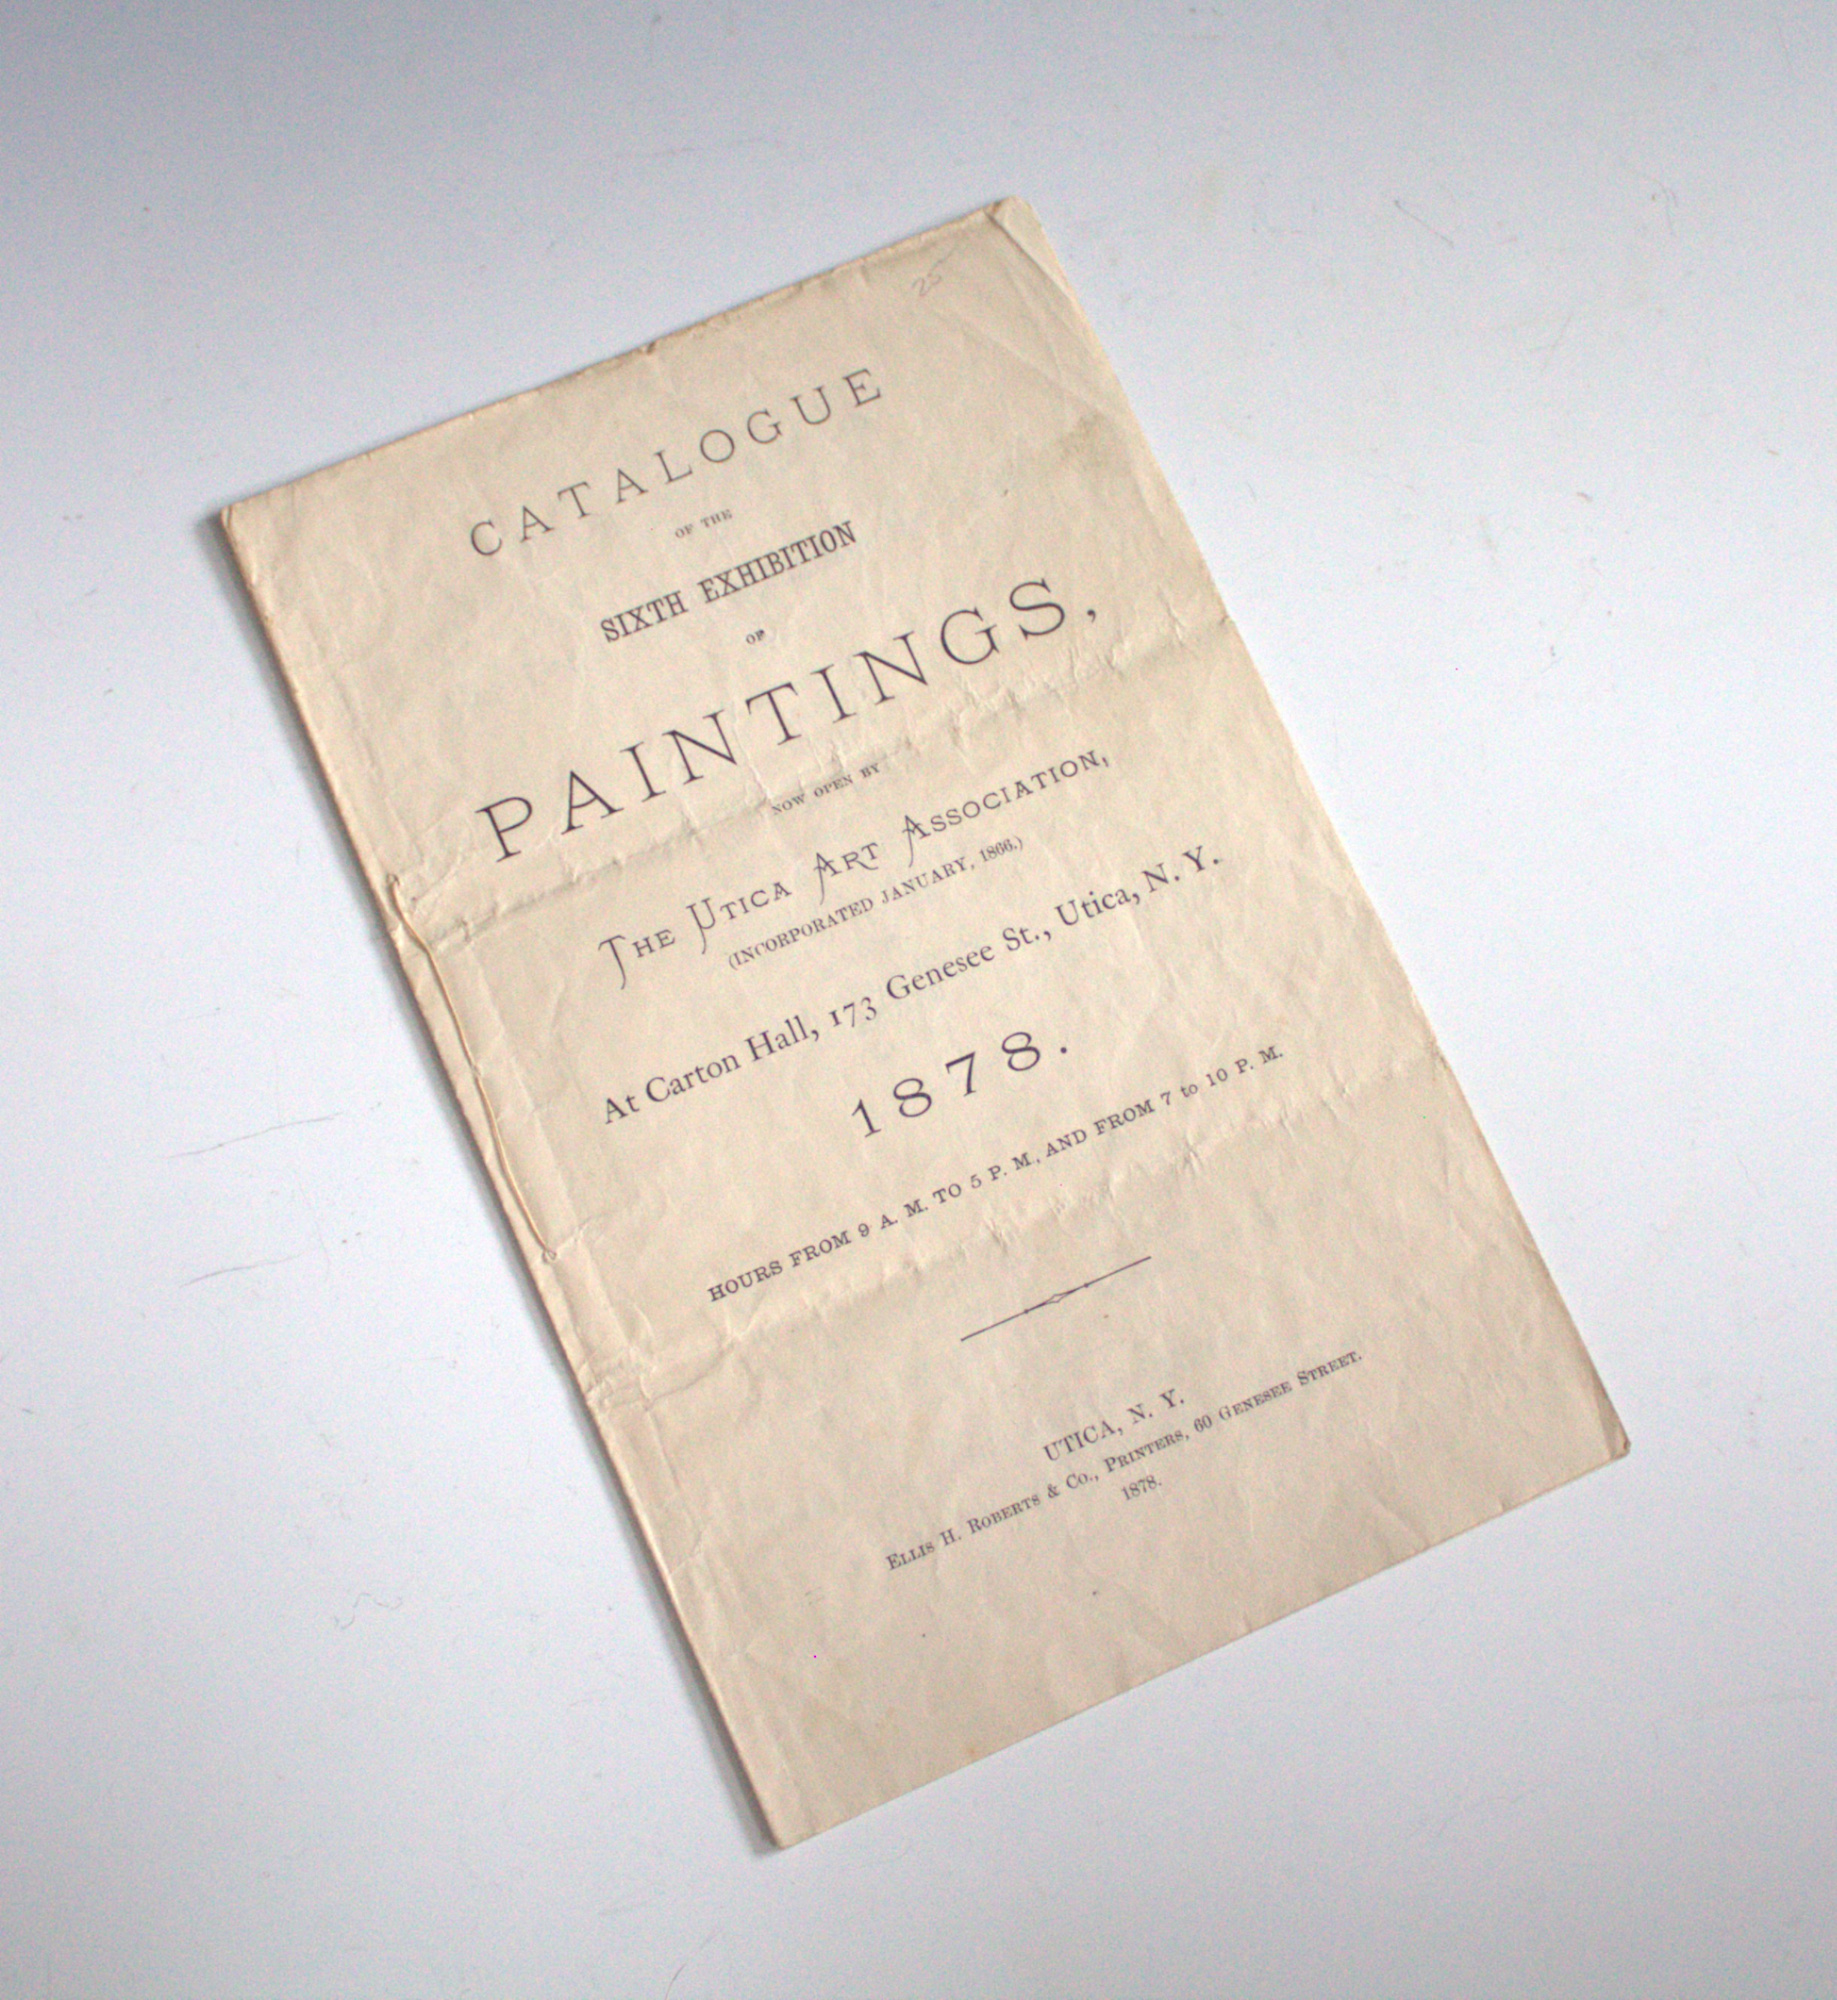 25
CATALOGUE
OF THE
SIXTH EXHIBITION
OF
PAINTINGS,
NOW OPEN BY
THE UTICA ART ASSOCIATION,
(INCORPORATED JANUARY, 1866.)
At Carton Hall, 173 Genesee St., Utica, N. Y.
1878.
HOURS FROM 9 A. M. TO 5 P. M., AND FROM 7 to 10 P. M.
UTICA, N. Y.
ELLIS H. ROBERTS & CO., PRINTERS, 60 GENESEE STREET.
1878.